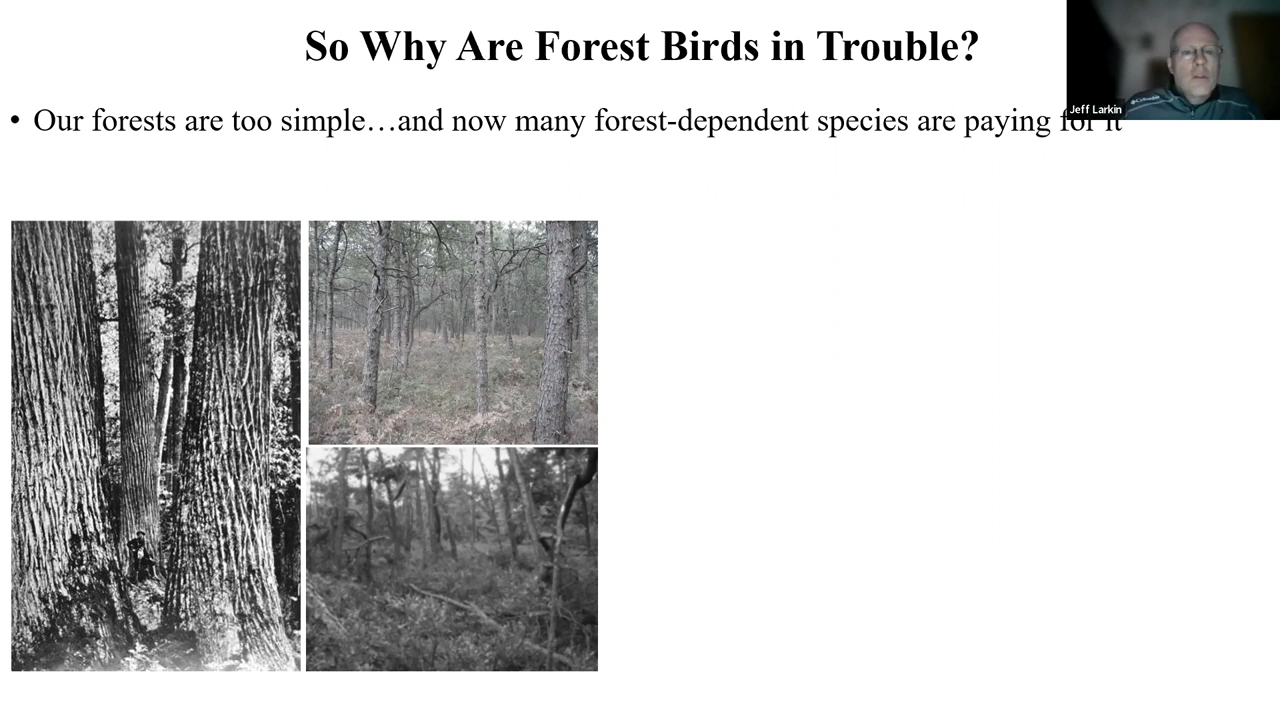 So Why Are Forest Birds in Trouble?
• Our forests are too simple…and now many forest-dependent species are paying for it
Jeff Larkin
Columbia